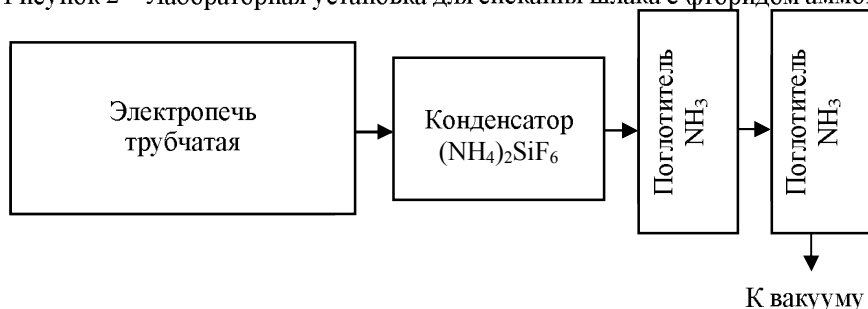 Рисунок 2 – Лабораторная установка для спекания шлака с фторидом
Электропечь
трубчатая
Конденсатор
(NH₄)₂SiF₆
Поглотитель
NH₃
Поглотитель
NH₃
К вакууму